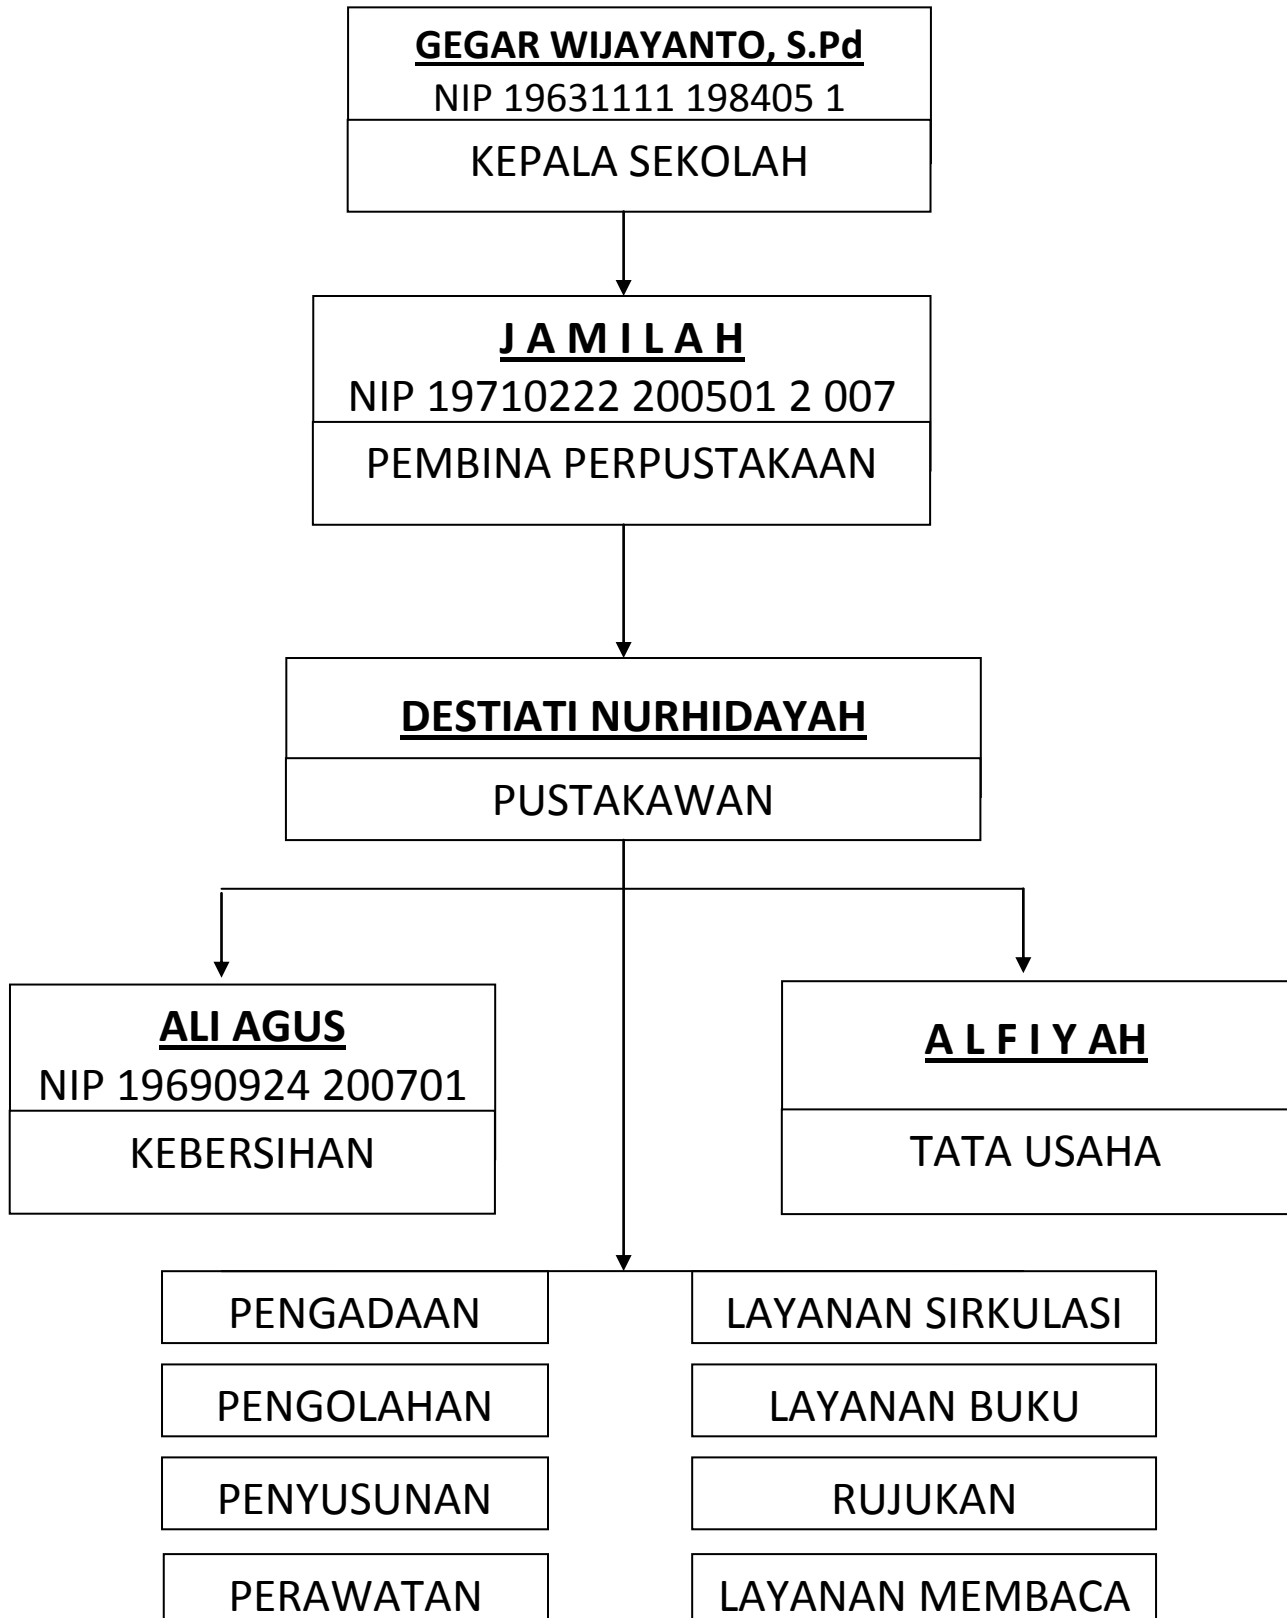 GEGAR WIJAYANTO, S.Pd
NIP 19631111 198405 1
KEPALA SEKOLAH
J A M I L A H
NIP 19710222 200501 2 007
PEMBINA PERPUSTAKAAN
DESTIATI NURHIDAYAH
PUSTAKAWAN
ALI AGUS
NIP 19690924 200701
KEBERSIHAN
A L F I Y AH
TATA USAHA
PENGADAAN
LAYANAN SIRKULASI
PENGOLAHAN
LAYANAN BUKU
PENYUSUNAN
RUJUKAN
PERAWATAN
LAYANAN MEMBACA